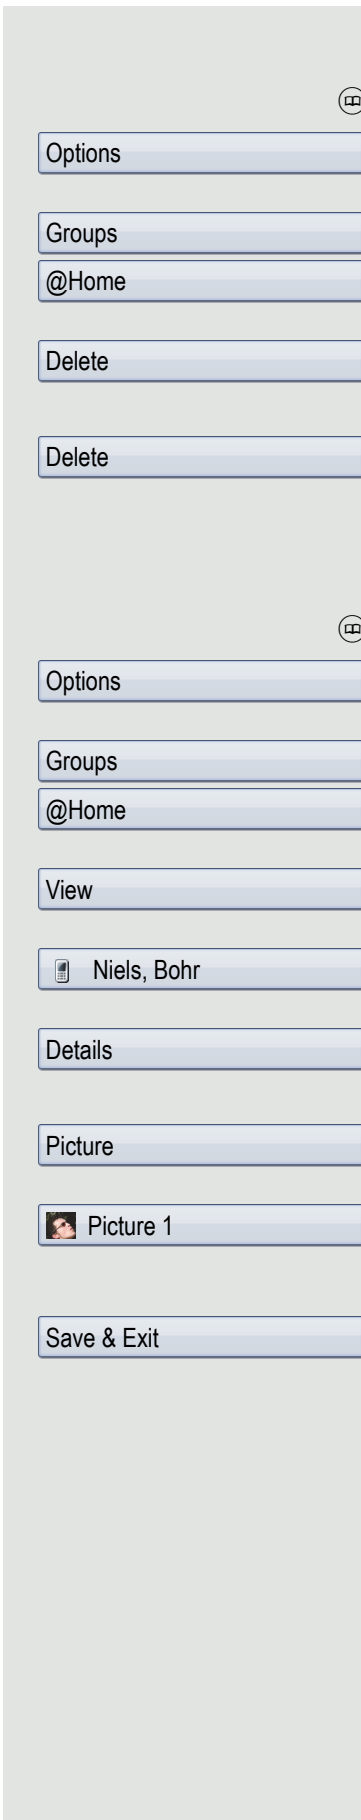 Options
Groups
@Home
Delete
Delete
Options
Groups
@Home
View
Niels, Bohr
Details
Picture
Picture 1
Save & Exit